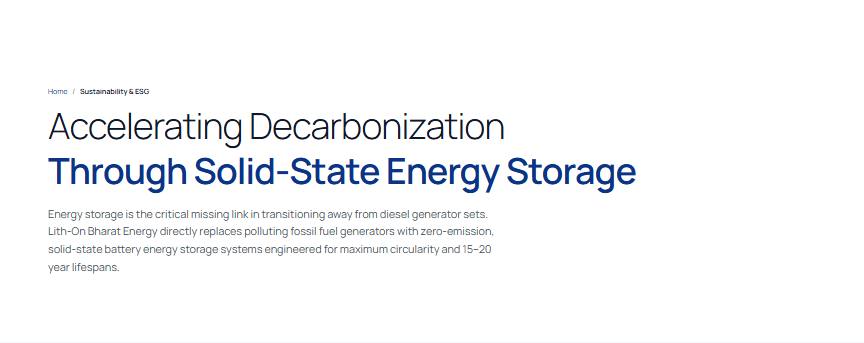 Home / Sustainability & ESG
Accelerating Decarbonization
Through Solid-State Energy Storage
Energy storage is the critical missing link in transitioning away from diesel generator sets.
Lith-On Bharat Energy directly replaces polluting fossil fuel generators with zero-emission,
solid-state battery energy storage systems engineered for maximum circularity and 15–20
year lifespans.